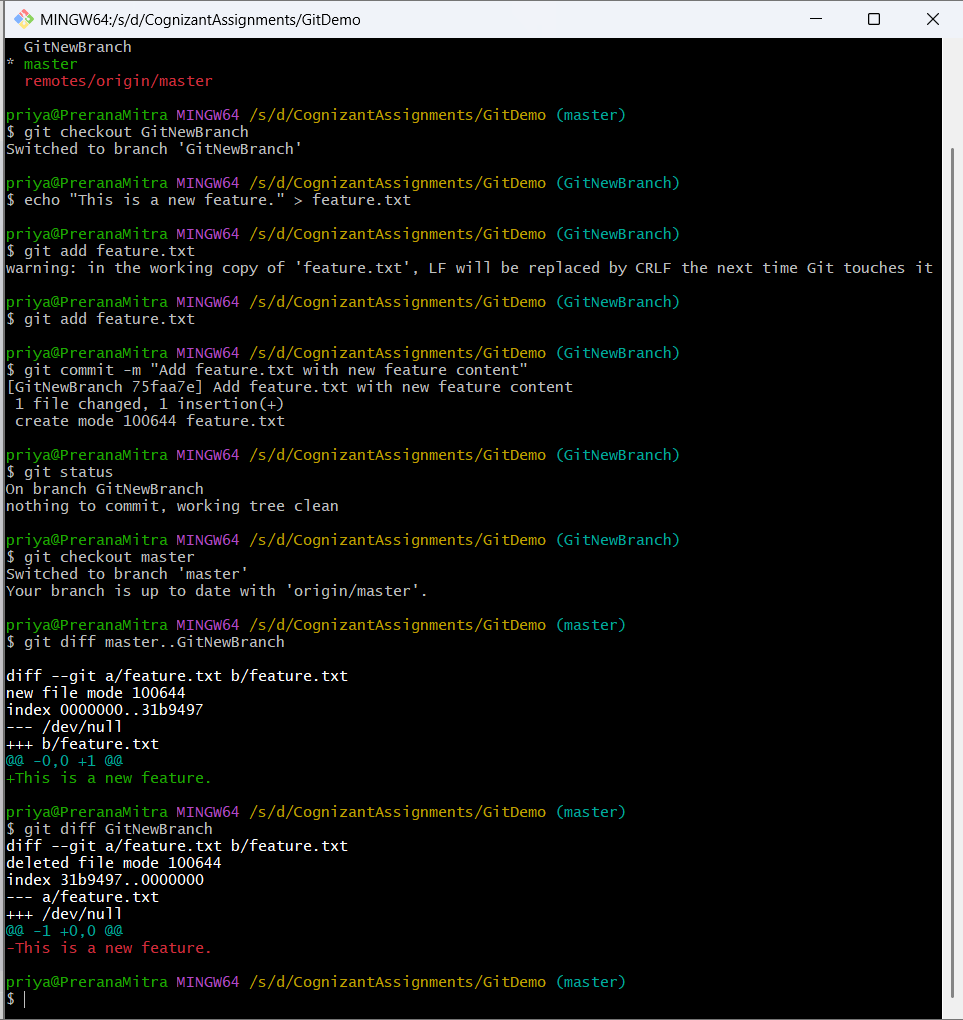 MINGW64:/s/d/CognizantAssignments/GitDemo
  GitNewBranch
* master
  remotes/origin/master
priya@PreranaMitra MINGW64 /s/d/CognizantAssignments/GitDemo (master)
$ git checkout GitNewBranch
Switched to branch 'GitNewBranch'
priya@PreranaMitra MINGW64 /s/d/CognizantAssignments/GitDemo (GitNewBranch)
$ echo "This is a new feature." > feature.txt
priya@PreranaMitra MINGW64 /s/d/CognizantAssignments/GitDemo (GitNewBranch)
$ git add feature.txt
warning: in the working copy of 'feature.txt', LF will be replaced by CRLF the next time Git touches it
priya@PreranaMitra MINGW64 /s/d/CognizantAssignments/GitDemo (GitNewBranch)
$ git add feature.txt
priya@PreranaMitra MINGW64 /s/d/CognizantAssignments/GitDemo (GitNewBranch)
$ git commit -m "Add feature.txt with new feature content"
[GitNewBranch 75faa7e] Add feature.txt with new feature content
 1 file changed, 1 insertion(+)
 create mode 100644 feature.txt
priya@PreranaMitra MINGW64 /s/d/CognizantAssignments/GitDemo (GitNewBranch)
$ git status
On branch GitNewBranch
nothing to commit, working tree clean
priya@PreranaMitra MINGW64 /s/d/CognizantAssignments/GitDemo (GitNewBranch)
$ git checkout master
Switched to branch 'master'
Your branch is up to date with 'origin/master'.
priya@PreranaMitra MINGW64 /s/d/CognizantAssignments/GitDemo (master)
$ git diff master..GitNewBranch
diff --git a/feature.txt b/feature.txt
new file mode 100644
index 0000000..31b9497
--- /dev/null
+++ b/feature.txt
@@ -0,0 +1 @@
+This is a new feature.
priya@PreranaMitra MINGW64 /s/d/CognizantAssignments/GitDemo (master)
$ git diff GitNewBranch
diff --git a/feature.txt b/feature.txt
deleted file mode 100644
index 31b9497..0000000
--- a/feature.txt
+++ /dev/null
@@ -1 +0,0 @@
-This is a new feature.
priya@PreranaMitra MINGW64 /s/d/CognizantAssignments/GitDemo (master)
$